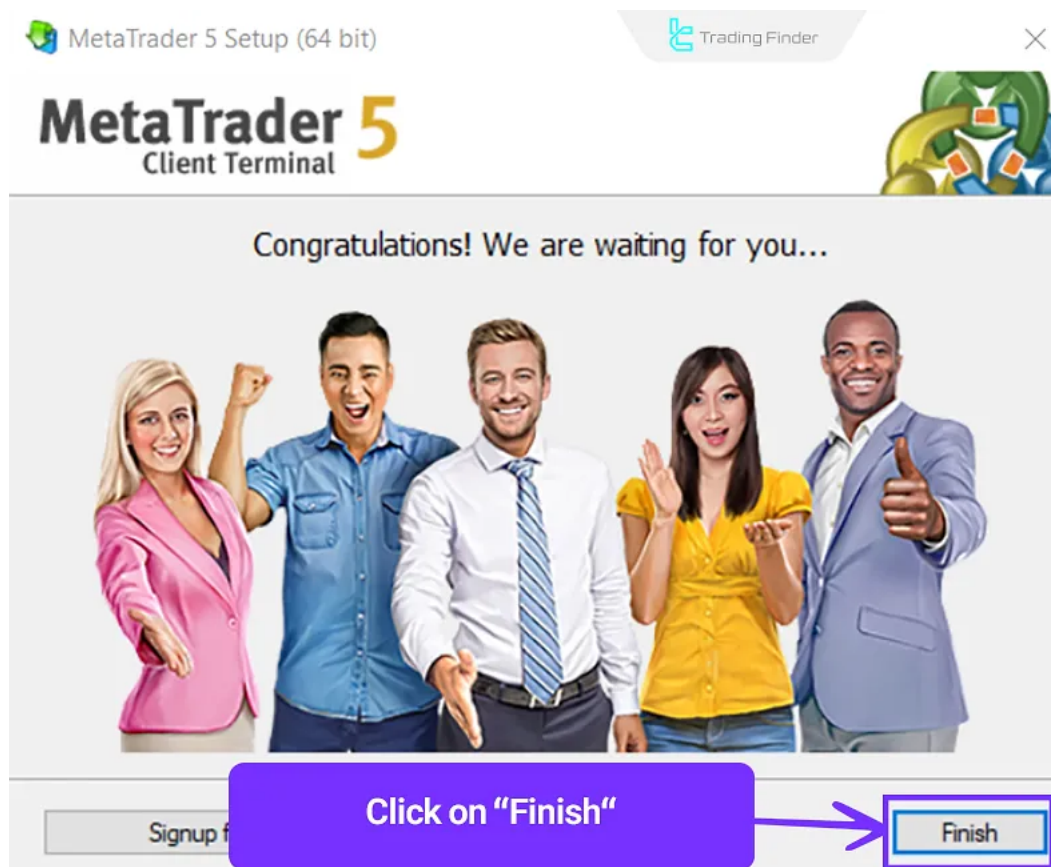 MetaTrader 5 Setup (64 bit)
Trading Finder
MetaTrader 5
Client Terminal
Congratulations! We are waiting for you...
Signup
Click on “Finish“
Finish